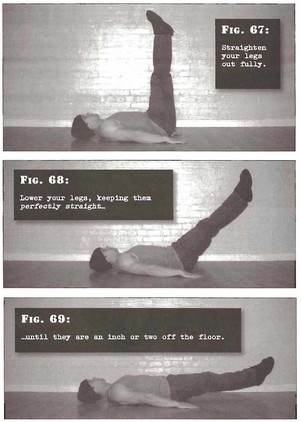 Fig. 67:
Straighten
your legs
out fully.
Fig. 68:
Lower your legs, keeping them
perfectly straight…
Fig. 69:
…until they are an inch or two off the floor.